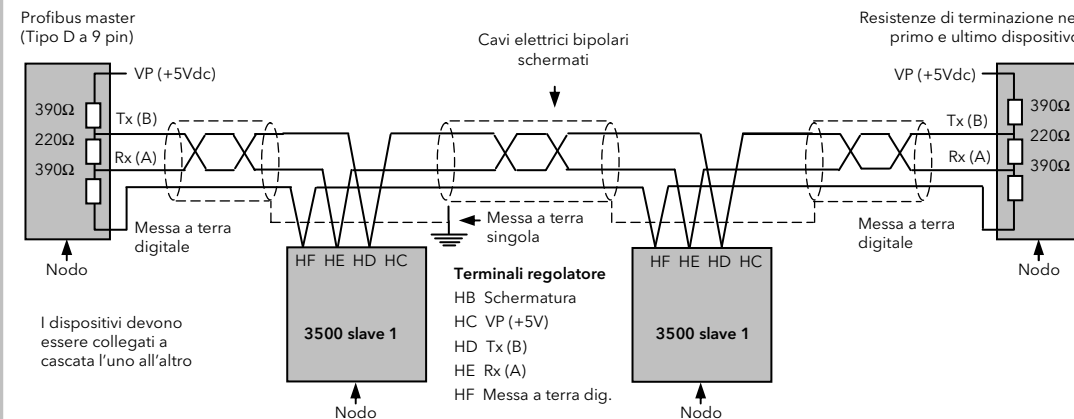 Profibus master
(Tipo D a 9 pin)
VP (+5Vdc)
390Ω
Tx (B)
220Ω
Rx (A)
390Ω
Messa a terra
digitale
Nodo
I dispositivi devono
essere collegati a
cascata l'uno all'altro
Cavi elettrici bipolari
schermati
Messa a terra
singola
HF HE HD HC
3500 slave 1
Nodo
Terminali regolatore
HB Schermatura
HC VP (+5V)
HD Tx (B)
HE Rx (A)
HF Messa a terra dig.
HF HE HD HC
3500 slave 1
Nodo
Resistenze di terminazione ne
primo e ultimo dispositivo
VP (+5Vdc)
390Ω
Tx (B)
220Ω
Rx (A)
390Ω
Messa a terra
digitale
Nodo